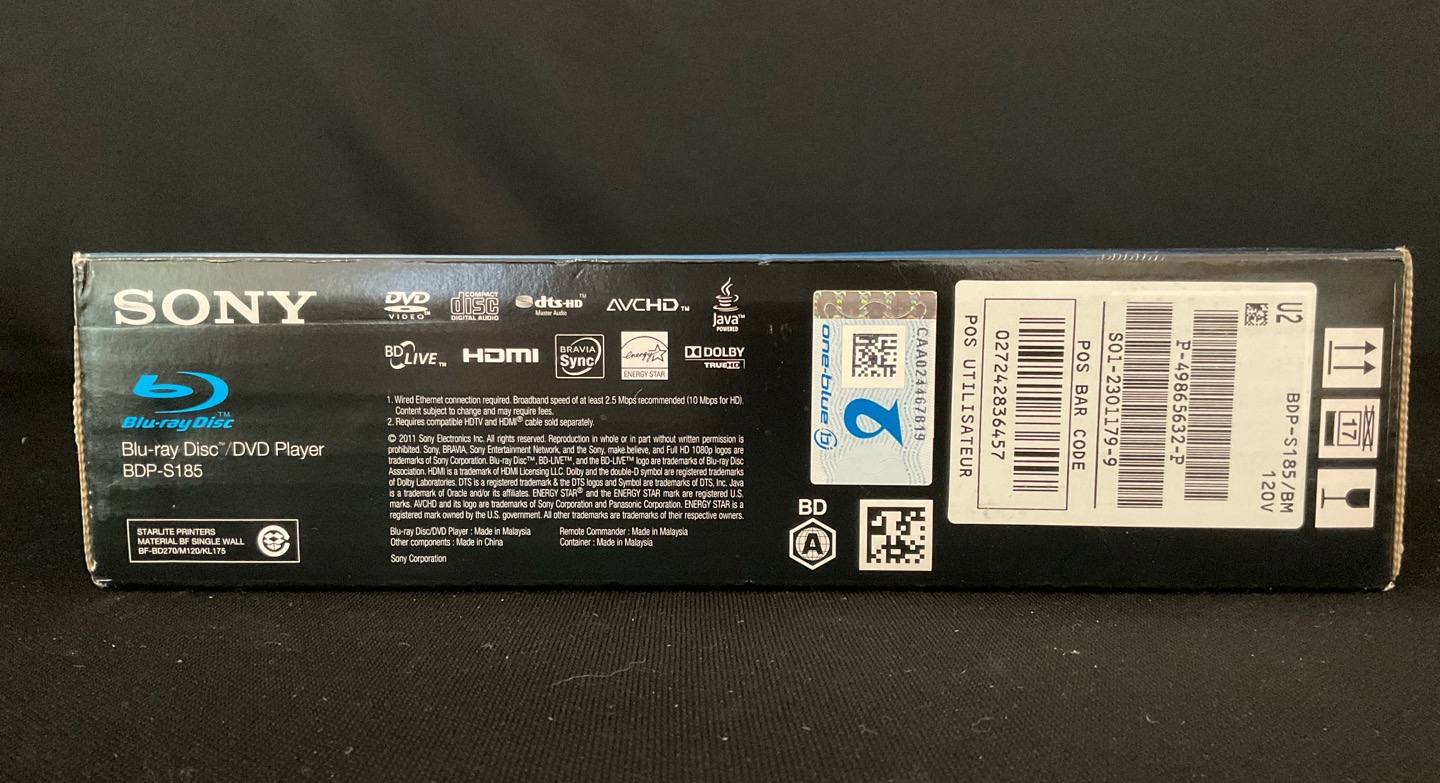 SONY
Blu-ray Disc™
Blu-ray Disc™/DVD Player
BDP-S185
STARLITE PRINTERS
MATERIAL BF SINGLE WALL
BF-BD270/M120/KL175
DVD
VIDEO™
COMPACT
disc
DIGITAL AUDIO
dts-HD™
Master Audio
AVCHD™
Java™
POWERED
BD LIVE™
HDMI
BRAVIA
Sync™
energy
ENERGY STAR
DOLBY
TRUEHD
1. Wired Ethernet connection required. Broadband speed of at least 2.5 Mbps recommended (10 Mbps for HD).
Content subject to change and may require fees.
2. Requires compatible HDTV and HDMI® cable sold separately.
© 2011 Sony Electronics Inc. All rights reserved. Reproduction in whole or in part without written permission is
prohibited. Sony, BRAVIA, Sony Entertainment Network, and the Sony, make.believe, and Full HD 1080p logos are
trademarks of Sony Corporation. Blu-ray Disc™, BD-LIVE™, and the BD-LIVE™ logo are trademarks of Blu-ray Disc
Association. HDMI is a trademark of HDMI Licensing LLC. Dolby and the double-D symbol are registered trademarks
of Dolby Laboratories. DTS is a registered trademark & the DTS logos and Symbol are trademarks of DTS, Inc. Java
is a trademark of Oracle and/or its affiliates. ENERGY STAR® and the ENERGY STAR mark are registered U.S.
marks. AVCHD and its logo are trademarks of Sony Corporation and Panasonic Corporation. ENERGY STAR is a
registered mark owned by the U.S. government. All other trademarks are trademarks of their respective owners.
Blu-ray Disc/DVD Player : Made in Malaysia
Remote Commander : Made in Malaysia
Other components : Made in China
Container : Made in Malaysia
Sony Corporation
one-blue
CAA024467819
BD
A
U2
BDP-S185/BM
120V
P-49865632-P
S01-2301179-9
POS BAR CODE
027242836457
POS UTILISATEUR
17